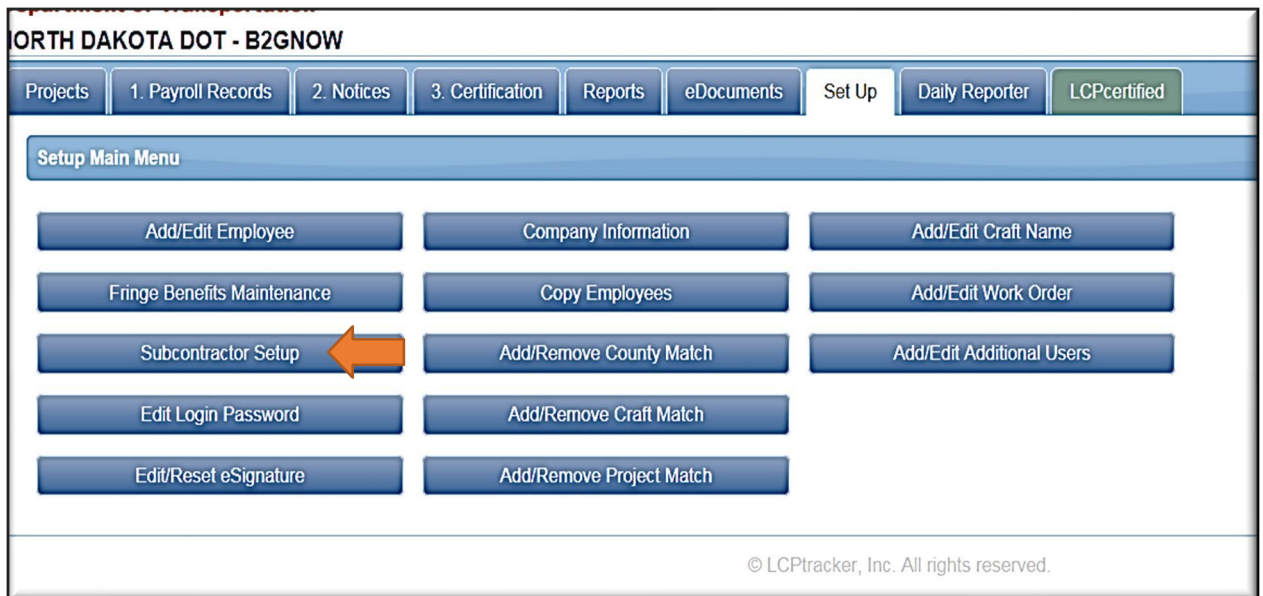 NORTH DAKOTA DOT - B2GNOW
Projects 1. Payroll Records 2. Notices 3. Certification Reports eDocuments Set Up Daily Reporter LCPcertified
Setup Main Menu
Add/Edit Employee Company Information Add/Edit Craft Name
Fringe Benefits Maintenance Copy Employees Add/Edit Work Order
Subcontractor Setup Add/Remove County Match Add/Edit Additional Users
Edit Login Password Add/Remove Craft Match
Edit/Reset eSignature Add/Remove Project Match
© LCPtracker, Inc. All rights reserved.